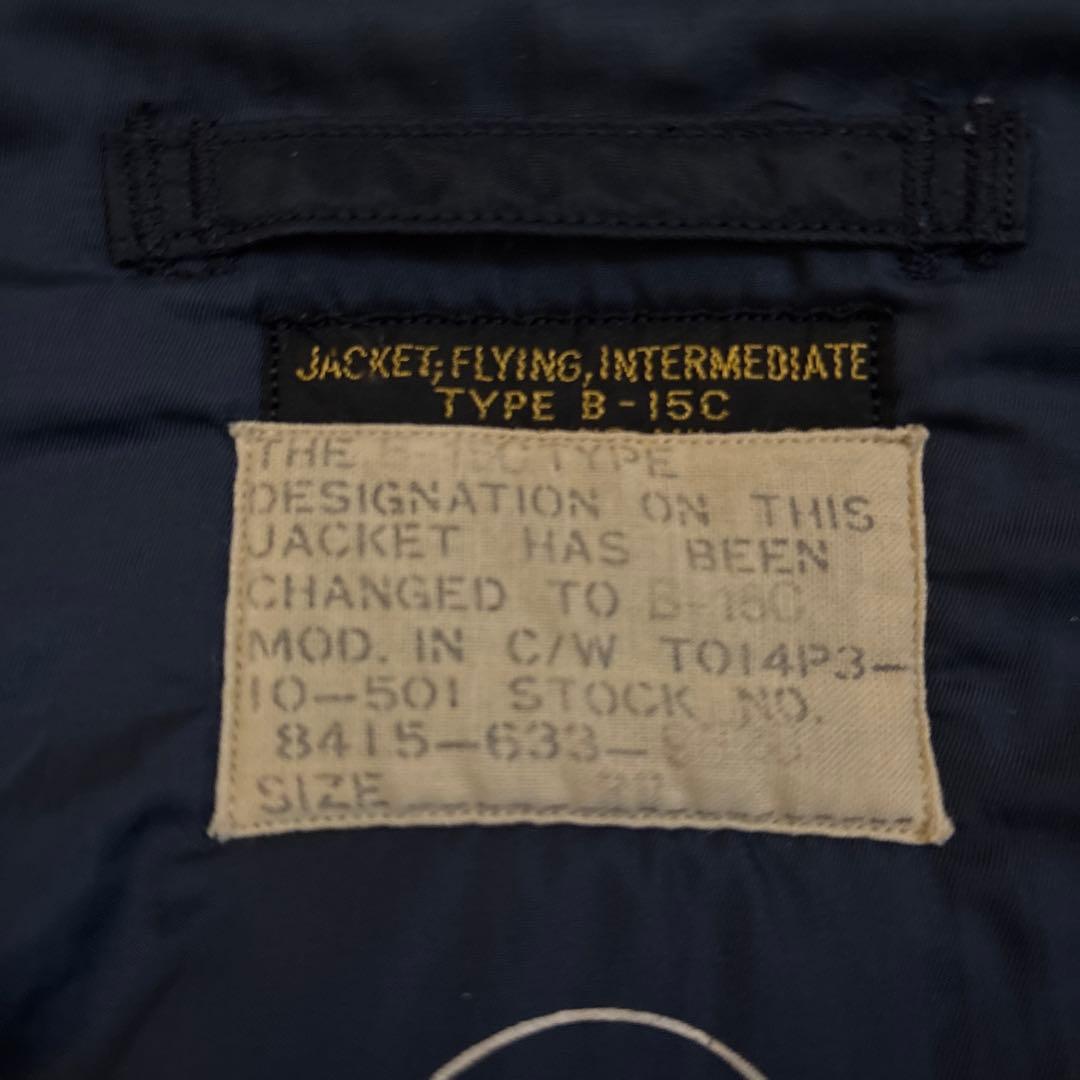 JACKET; FLYING, INTERMEDIATE
TYPE B-15C
THE B-15C TYPE
DESIGNATION ON THIS
JACKET HAS BEEN
CHANGED TO B-15C
MOD. IN C/W TO14P3-
10-501 STOCK NO.
8415-633-
SIZE